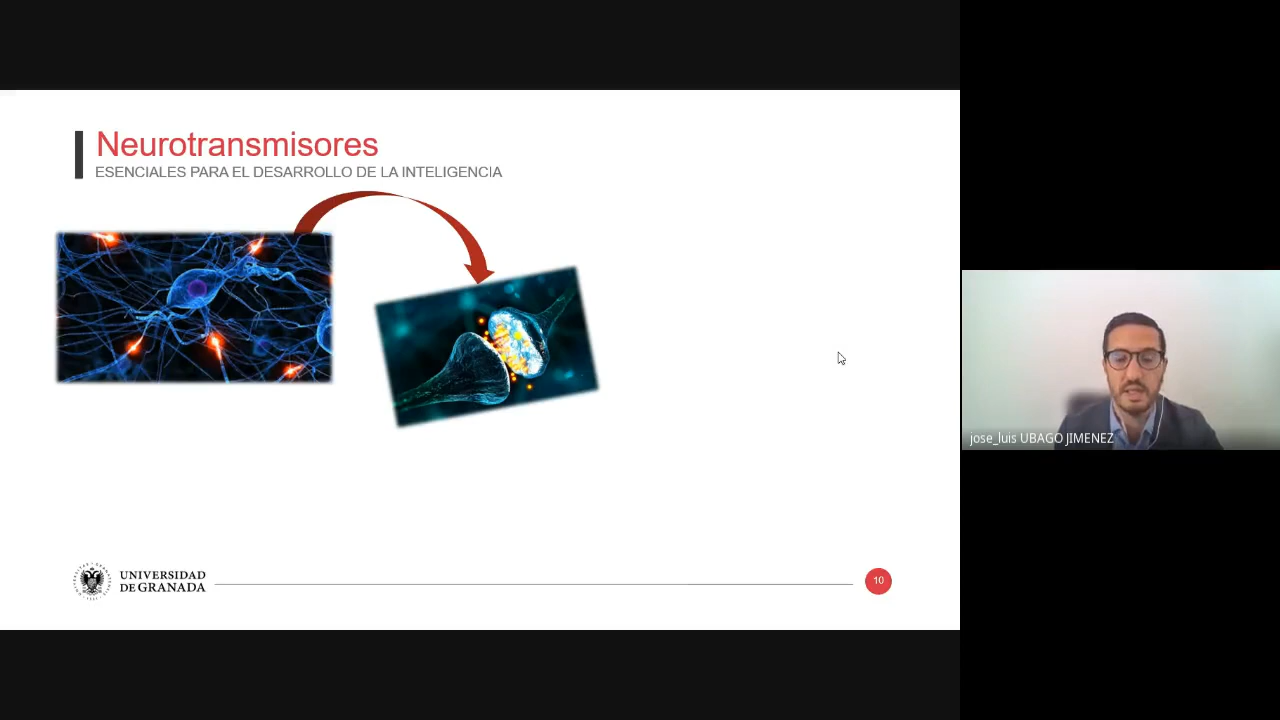 Neurotransmisores
ESENCIALES PARA EL DESARROLLO DE LA INTELIGENCIA
jose_luis UBAGO JIMENEZ
UNIVERSIDAD
DE GRANADA
10